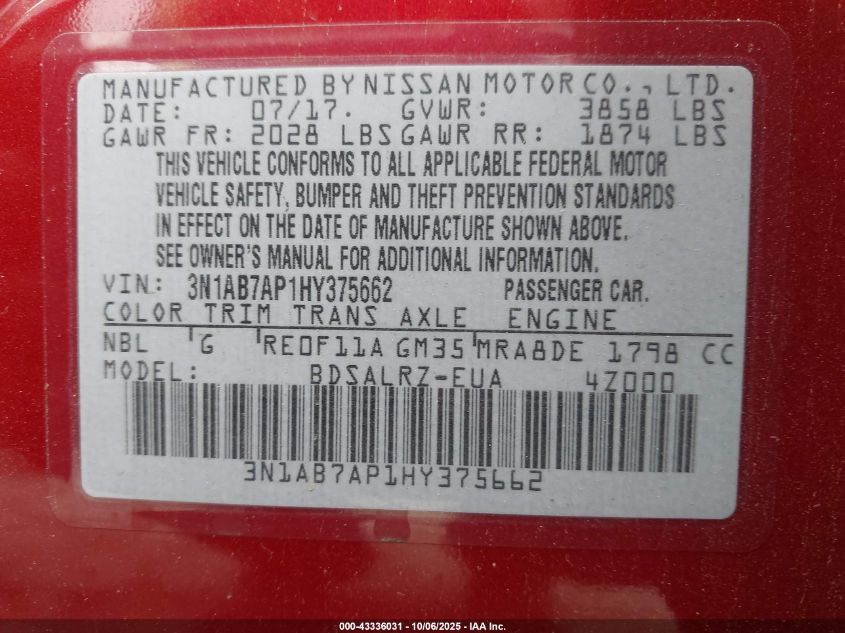 MANUFACTURED BY NISSAN MOTOR CO., LTD.
DATE: 07/17. GVWR: 3858 LBS
GAWR FR: 2028 LBS GAWR RR: 1874 LBS
THIS VEHICLE CONFORMS TO ALL APPLICABLE FEDERAL MOTOR
VEHICLE SAFETY, BUMPER AND THEFT PREVENTION STANDARDS
IN EFFECT ON THE DATE OF MANUFACTURE SHOWN ABOVE.
SEE OWNER'S MANUAL FOR ADDITIONAL INFORMATION.
VIN: 3N1AB7AP1HY375662 PASSENGER CAR.
COLOR TRIM TRANS AXLE ENGINE
NBL G RE0F11A GM35 MRA8DE 1798 CC
MODEL: BDSALRZ-EUA 4Z000
3N1AB7AP1HY375662
000-43336031 - 10/06/2025 - IAA Inc.